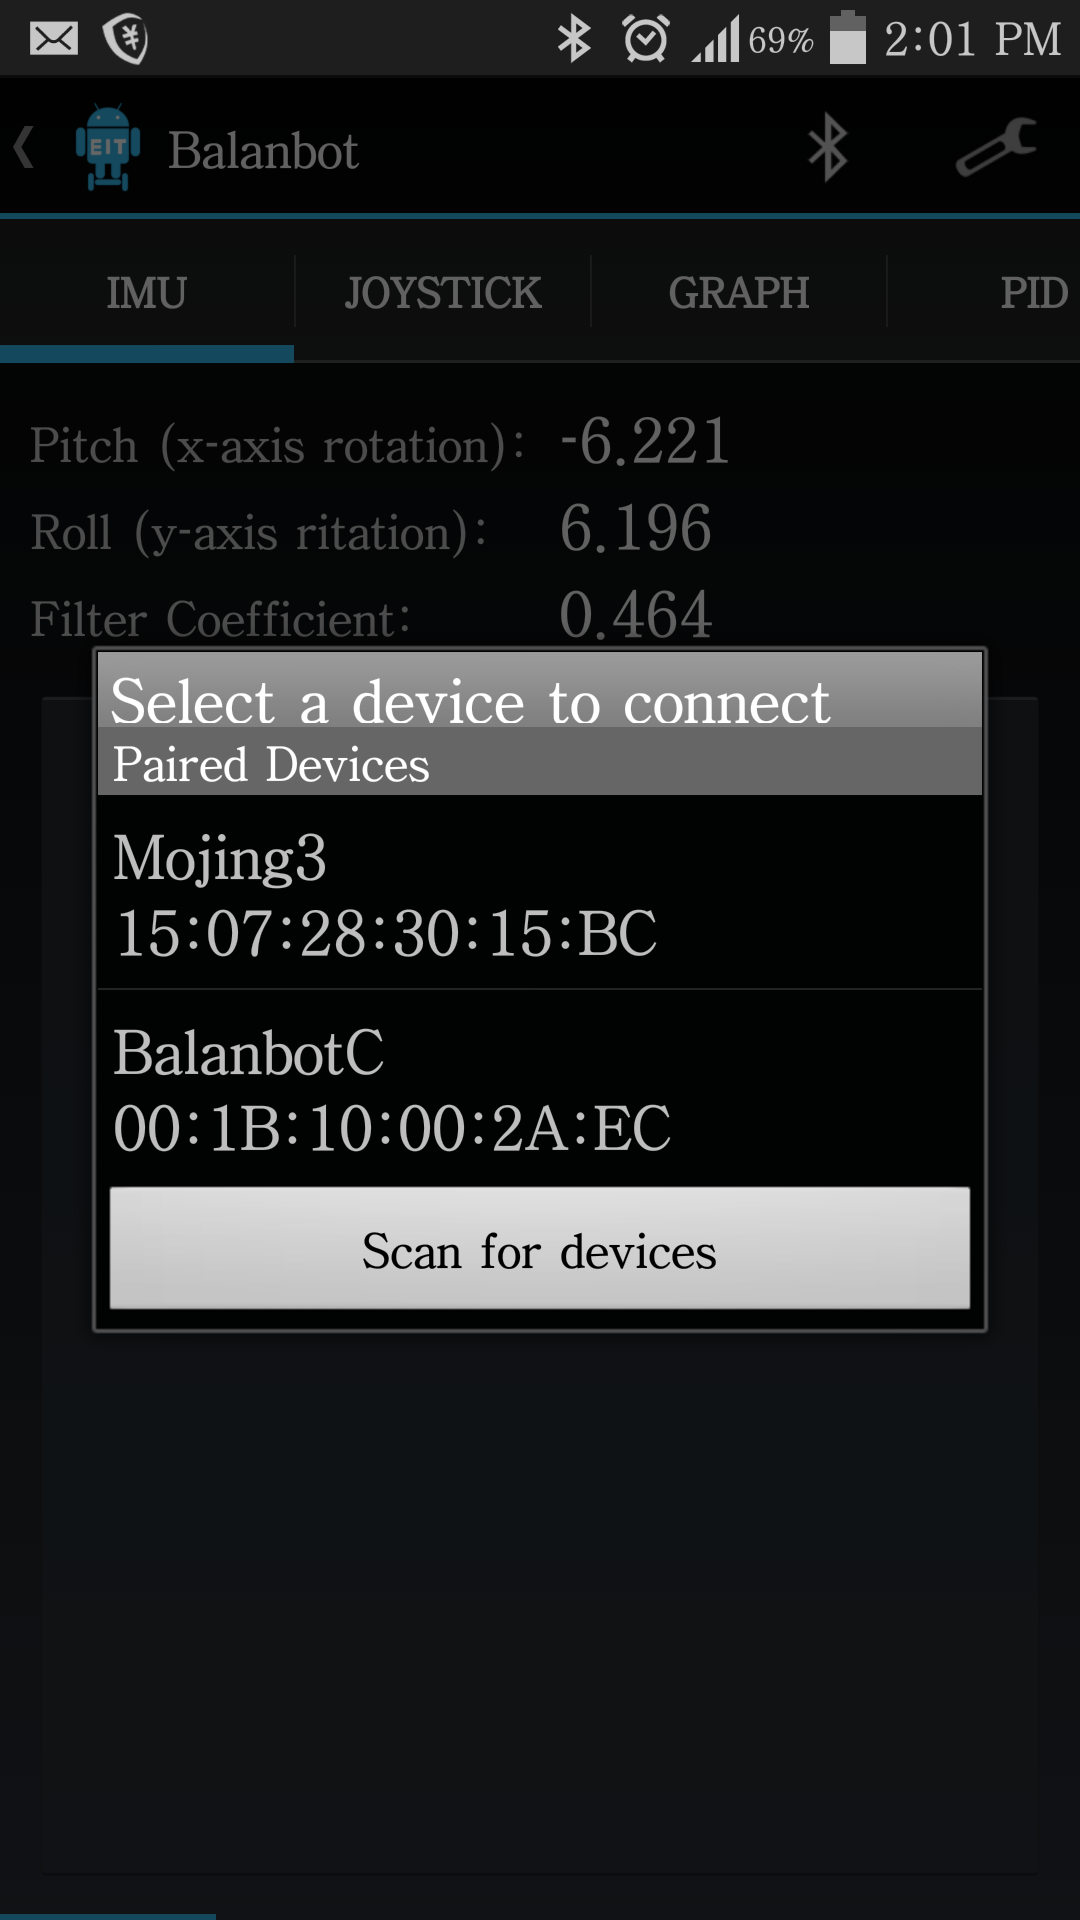 69% 2:01 PM
EIT Balanbot
IMU JOYSTICK GRAPH PID
Pitch (x-axis rotation): -6.221
Roll (y-axis ritation): 6.196
Filter Coefficient: 0.464
Select a device to connect
Paired Devices
Mojing3
15:07:28:30:15:BC
BalanbotC
00:1B:10:00:2A:EC
Scan for devices